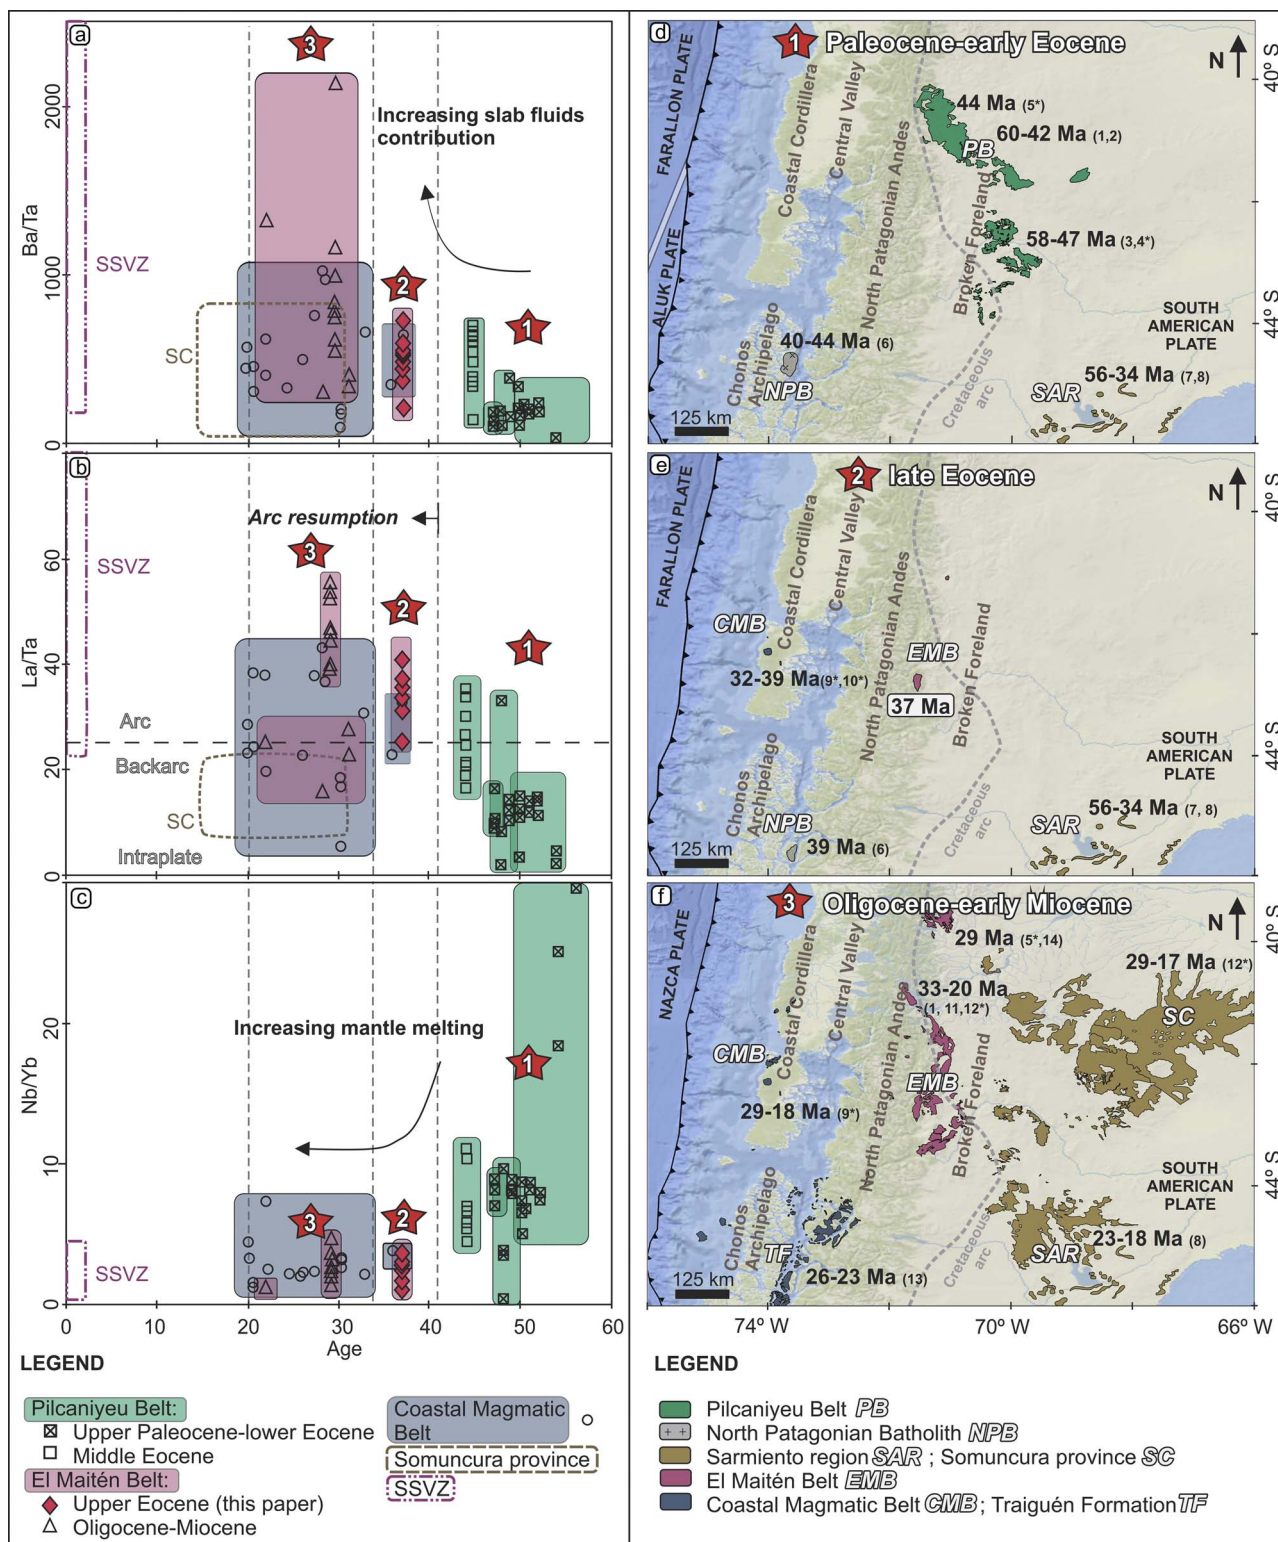 a
3
2000
Increasing slab fluids
contribution
Ba/Ta
SSVZ
2
1000
1
SC
0
b
SSVZ
Arc resumption
3
60
2
1
La/Ta
40
Arc
Backarc
20
SC
Intraplate
0
c
20
Increasing mantle melting
1
Nb/Yb
10
3
2
SSVZ
0
0 10 20 30 40 50 60
Age
LEGEND
Pilcaniyeu Belt:
Upper Paleocene-lower Eocene
Middle Eocene
El Maitén Belt:
Upper Eocene (this paper)
Oligocene-Miocene
Coastal Magmatic
Belt
Somuncura province
SSVZ
d
1 Paleocene-early Eocene
N
40º S
FARALLON PLATE
ALUK PLATE
Coastal Cordillera
Central Valley
North Patagonian Andes
Broken Foreland
44 Ma (5*)
60-42 Ma (1,2)
PB
58-47 Ma (3,4*)
SOUTH
AMERICAN
PLATE
44º S
Chonos
Archipelago
40-44 Ma (6)
NPB
Cretaceous
arc
56-34 Ma (7,8)
SAR
125 km
e
2 late Eocene
N
40º S
FARALLON PLATE
Coastal Cordillera
Central Valley
North Patagonian Andes
Broken Foreland
CMB
32-39 Ma(9*,10*)
EMB
37 Ma
SOUTH
AMERICAN
PLATE
44º S
Chonos
Archipelago
NPB
39 Ma (6)
Cretaceous
arc
56-34 Ma (7, 8)
SAR
125 km
f
3 Oligocene-early Miocene
N
40º S
NAZCA PLATE
Coastal Cordillera
Central Valley
North Patagonian Andes
Broken Foreland
29 Ma (5*,14)
29-17 Ma (12*)
33-20 Ma
(1, 11,12*)
SC
CMB
EMB
29-18 Ma (9*)
SOUTH
AMERICAN
PLATE
44º S
Chonos
Archipelago
TF
26-23 Ma (13)
Cretaceous
arc
SAR
23-18 Ma (8)
125 km
74º W 70º W 66º W
LEGEND
Pilcaniyeu Belt PB
North Patagonian Batholith NPB
Sarmiento region SAR ; Somuncura province SC
El Maitén Belt EMB
Coastal Magmatic Belt CMB ; Traiguén Formation TF